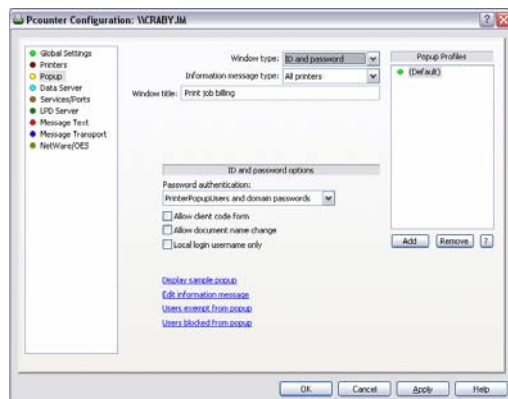 Pcounter Configuration: \\CRABYJM
Global Settings
Printers
Popup
Data Server
Services/Ports
LPD Server
Message Text
Message Transport
NetWare/OES
Window type: ID and password
Information message type: All printers
Window title: Print job billing
ID and password options
Password authentication:
PrinterPopupUsers and domain passwords
Allow client code form
Allow document name change
Local login username only
Display sample popup
Edit information message
Users exempt from popup
Users blocked from popup
Popup Profiles
(Default)
Add Remove ?
OK Cancel Apply Help